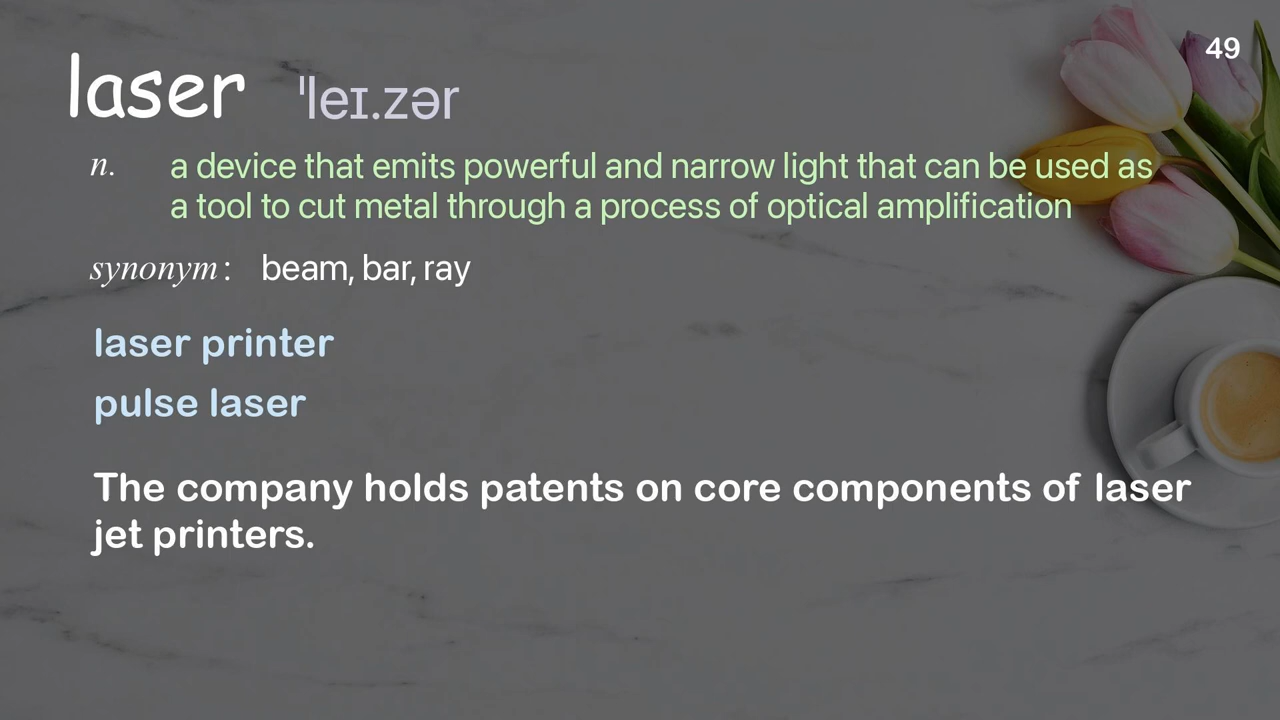 49
laser ˈleɪ.zər
n. a device that emits powerful and narrow light that can be used as
a tool to cut metal through a process of optical amplification
synonym: beam, bar, ray
laser printer
pulse laser
The company holds patents on core components of laser
jet printers.